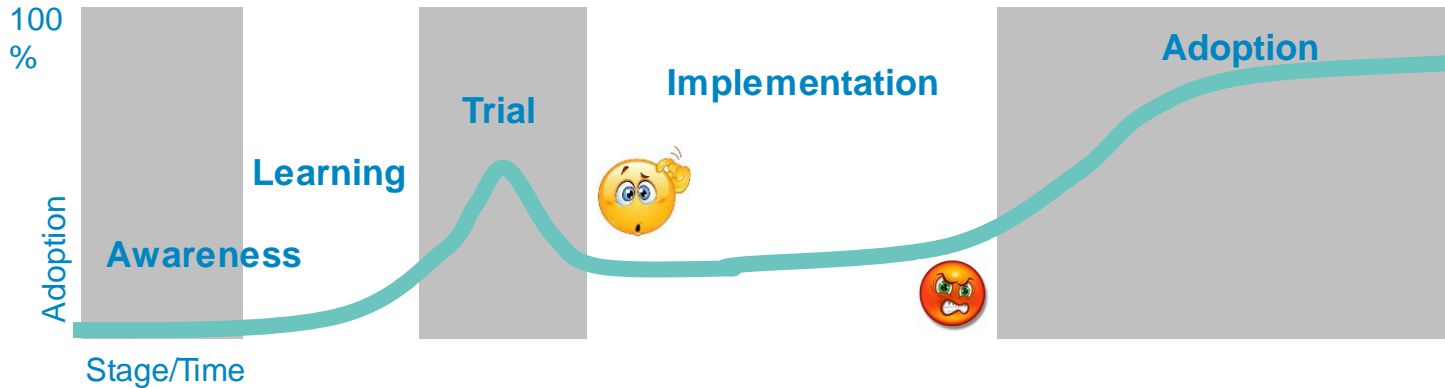 100
%
Adoption
Implementation
Trial
Learning
Awareness
Adoption
Stage/Time